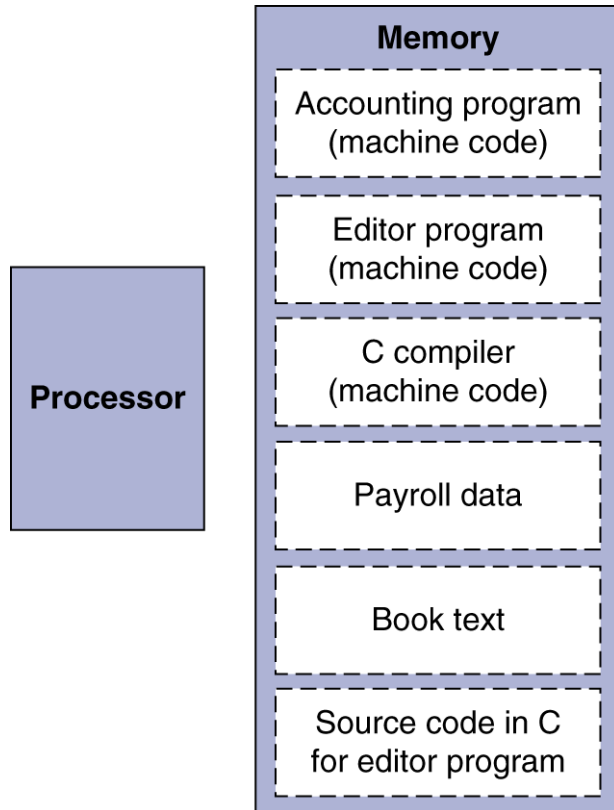 Memory
Accounting program
(machine code)
Editor program
(machine code)
C compiler
(machine code)
Processor
Payroll data
Book text
Source code in C
for editor program